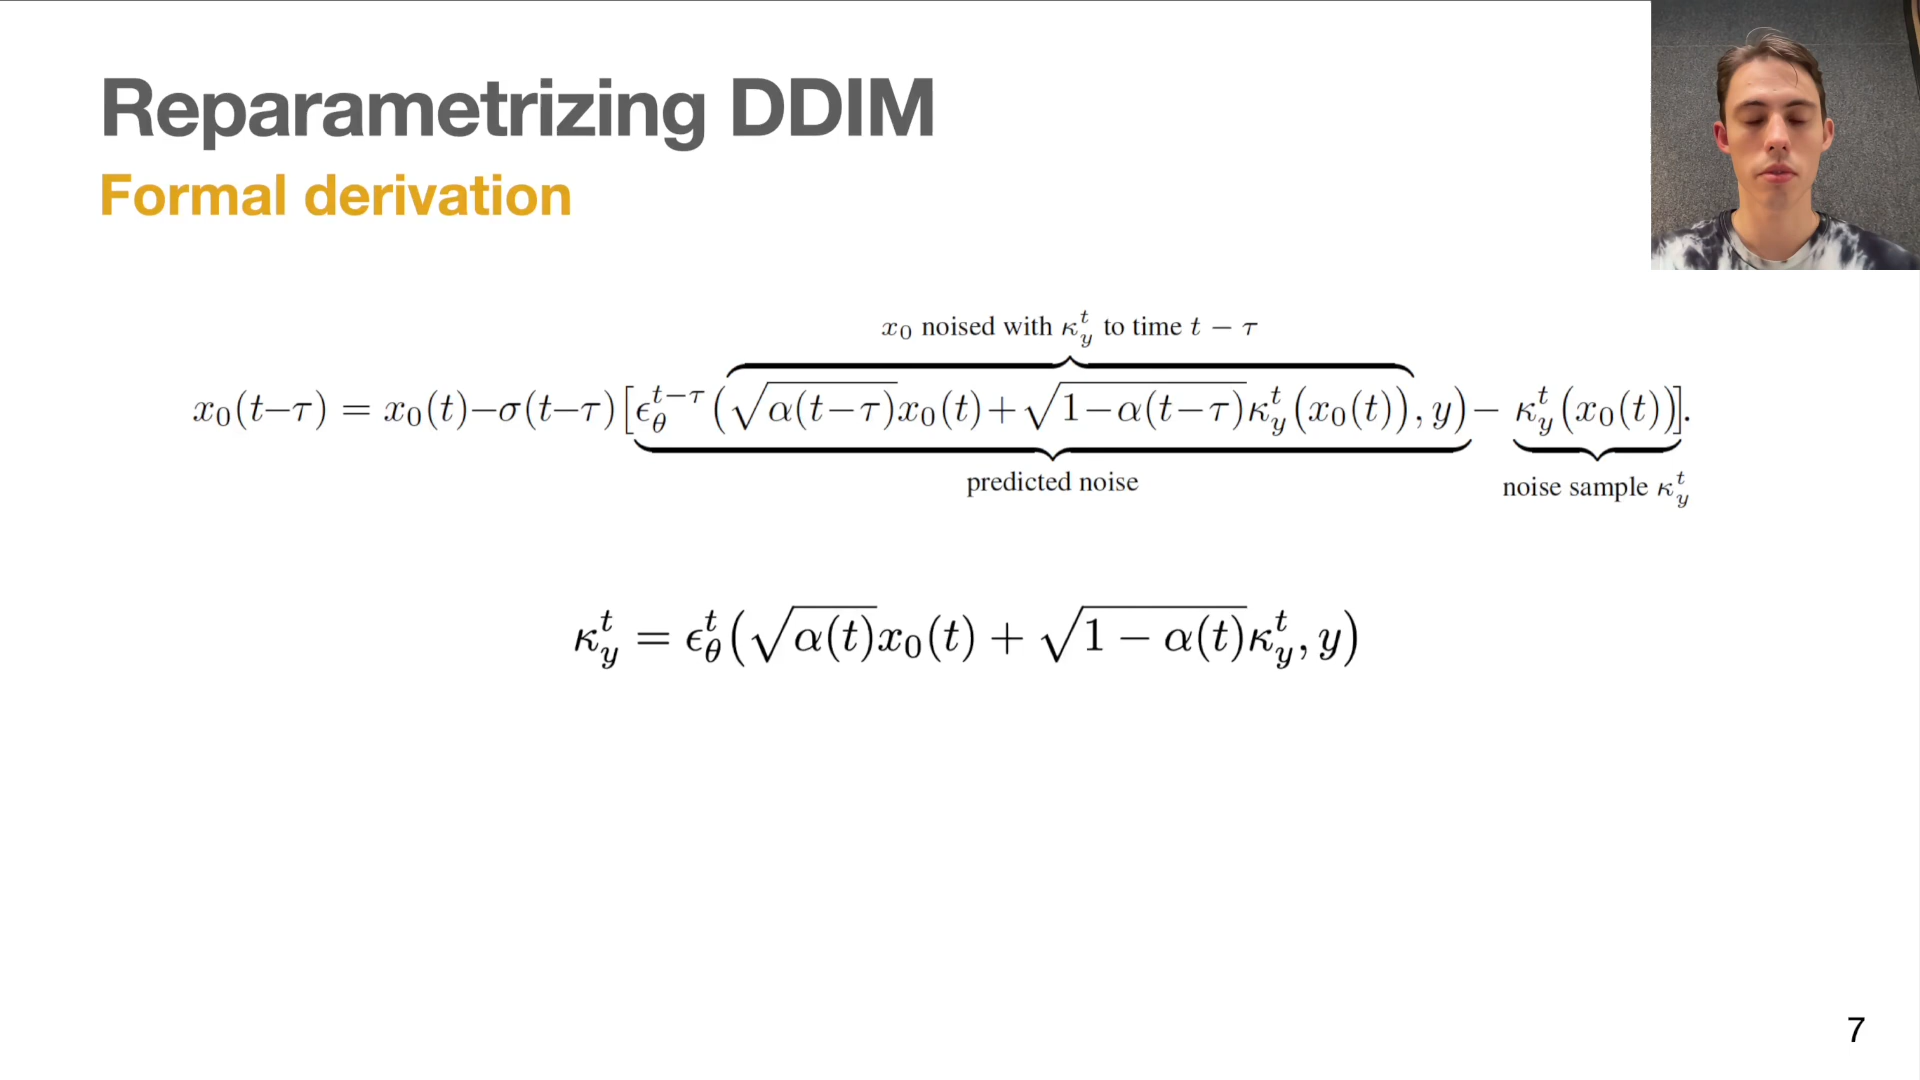 Reparametrizing DDIM
Formal derivation
x₀ noised with κ_y^t to time t − τ
x₀(t−τ) = x₀(t)−σ(t−τ)[ϵ_θ^{t−τ}(√α(t−τ)x₀(t)+√1−α(t−τ)κ_y^t(x₀(t)), y)− κ_y^t(x₀(t))].
predicted noise
noise sample κ_y^t
κ_y^t = ϵ_θ^t(√α(t)x₀(t) + √1 − α(t)κ_y^t, y)
7